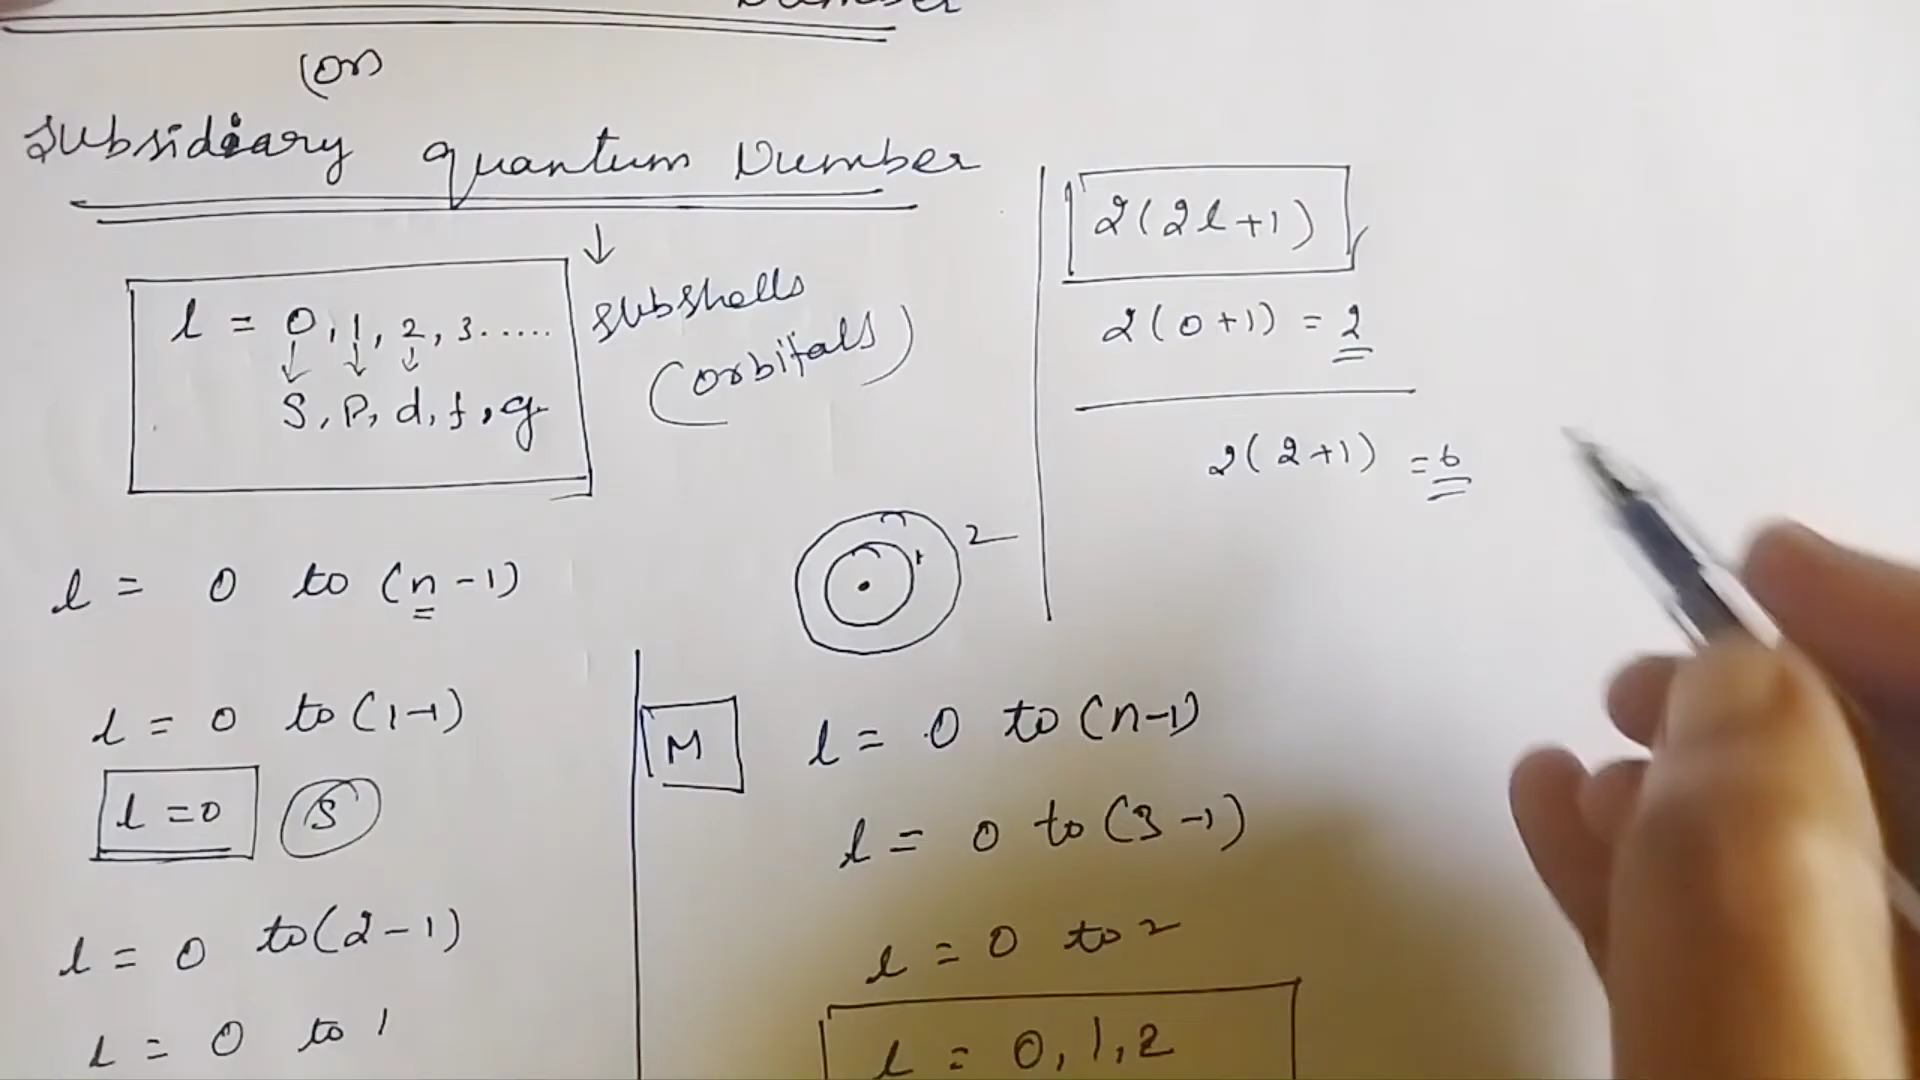 (or)
Subsidiary quantum Number
↓
l = 0, 1, 2, 3.....
↓ ↓ ↓
S, P, d, f, g
subshells
(orbitals)
l = 0 to (n-1)
l = 0 to (1-1)
l = 0 S
l = 0 to (2-1)
l = 0 to 1
2(2l+1)
2(0+1) = 2
2(2+1) = 6
1 2
M l = 0 to (n-1)
l = 0 to (3-1)
l = 0 to 2
l = 0, 1, 2